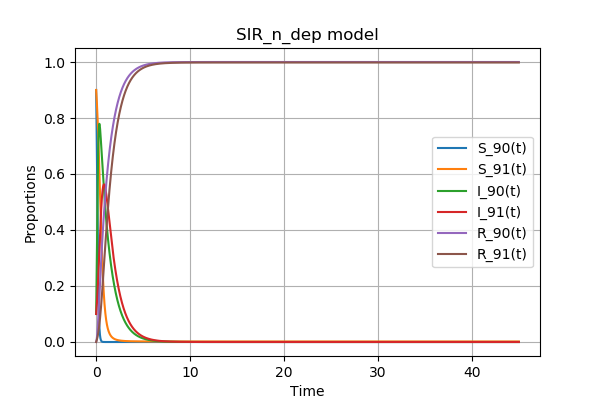 SIR_n_dep model
Proportions
1.0
0.8
0.6
0.4
0.2
0.0
S_90(t)
S_91(t)
I_90(t)
I_91(t)
R_90(t)
R_91(t)
0 10 20 30 40
Time